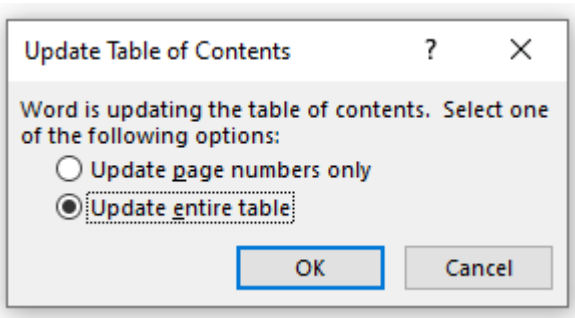 Update Table of Contents ? ×
Word is updating the table of contents. Select one
of the following options:
Update page numbers only
Update entire table
OK Cancel